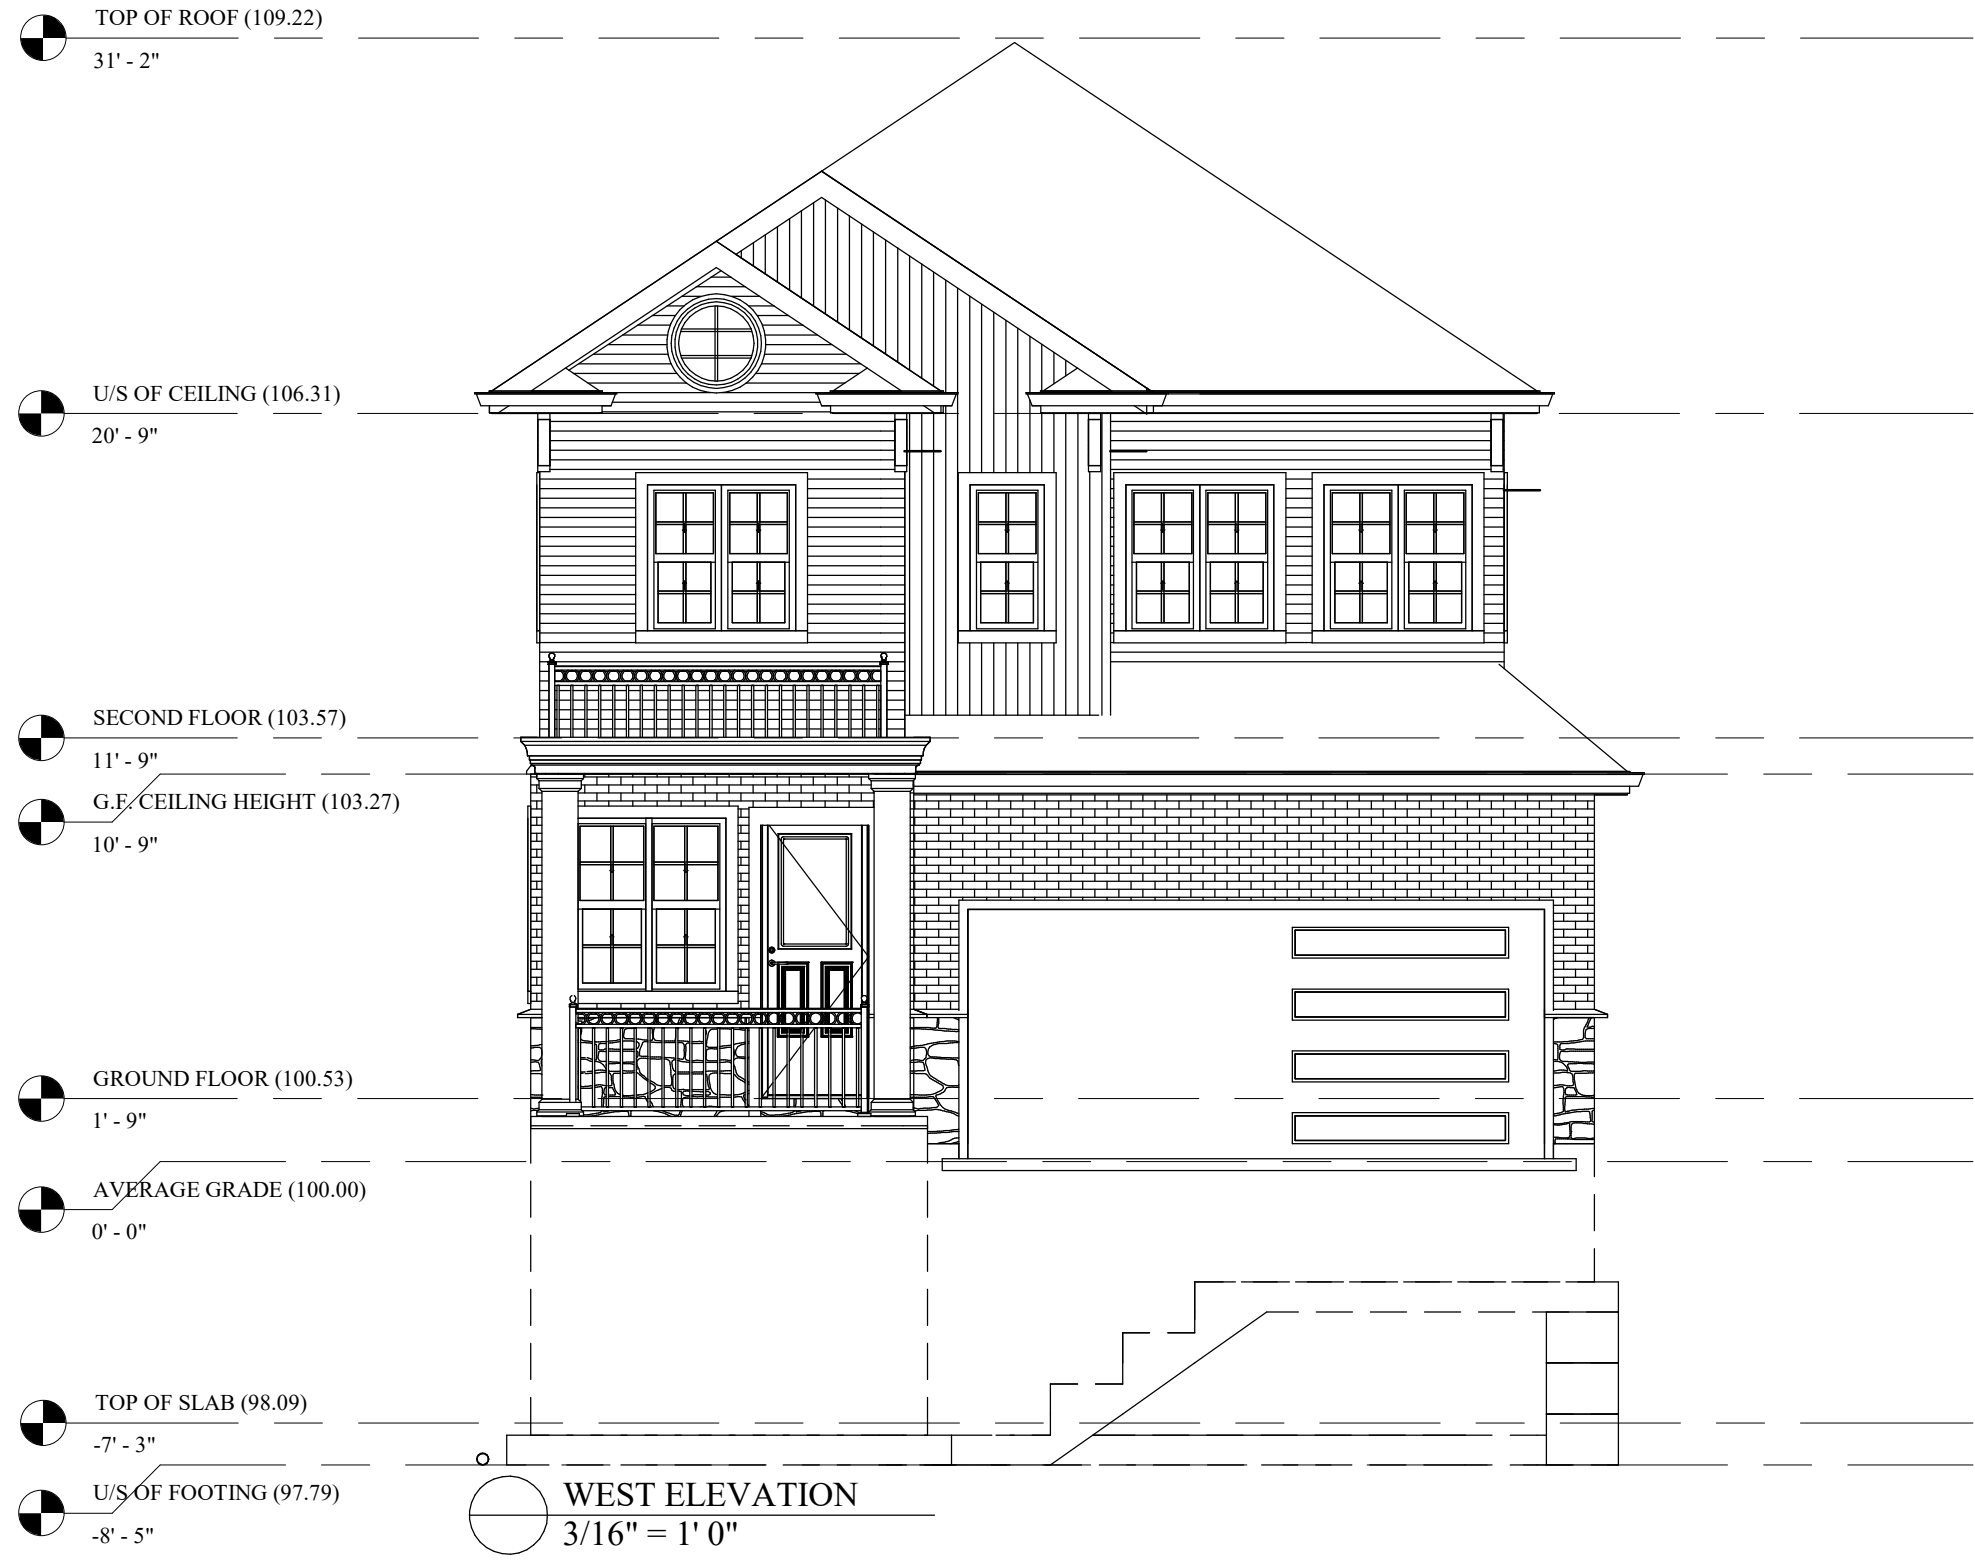 TOP OF ROOF (109.22)
31' - 2"
U/S OF CEILING (106.31)
20' - 9"
SECOND FLOOR (103.57)
11' - 9"
G.F. CEILING HEIGHT (103.27)
10' - 9"
GROUND FLOOR (100.53)
1' - 9"
AVERAGE GRADE (100.00)
0' - 0"
TOP OF SLAB (98.09)
-7' - 3"
U/S OF FOOTING (97.79)
-8' - 5"
WEST ELEVATION
3/16" = 1' 0"